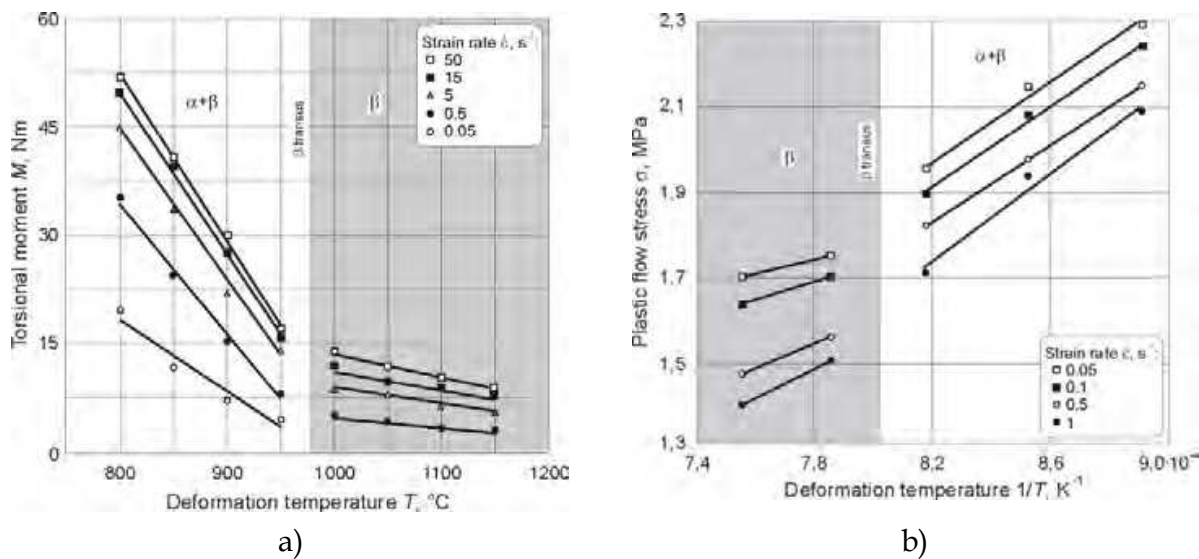 60
45
30
15
0
Torsional moment M, Nm
α+β
β transus
β
Strain rate ε̇, s⁻¹:
50
15
5
0.5
0.05
800
900
1000
1100
1200
Deformation temperature T, °C
a)
2,3
2,1
1,9
1,7
1,5
1,3
Plastic flow stress σ, MPa
β
β transus
α+β
Strain rate ε̇, s⁻¹:
0.05
0.1
0.5
1
7,4
7,8
8,2
8,6
9,0·10⁻⁴
Deformation temperature 1/T, K⁻¹
b)